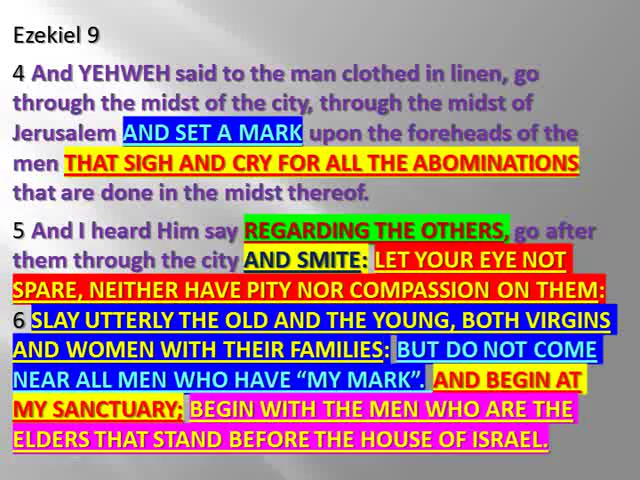 Ezekiel 9
4 And YEHWEH said to the man clothed in linen, go
through the midst of the city, through the midst of
Jerusalem AND SET A MARK upon the foreheads of the
men THAT SIGH AND CRY FOR ALL THE ABOMINATIONS
that are done in the midst thereof.
5 And I heard Him say REGARDING THE OTHERS, go after
them through the city AND SMITE: LET YOUR EYE NOT
SPARE, NEITHER HAVE PITY NOR COMPASSION ON THEM:
6 SLAY UTTERLY THE OLD AND THE YOUNG, BOTH VIRGINS
AND WOMEN WITH THEIR FAMILIES: BUT DO NOT COME
NEAR ALL MEN WHO HAVE “MY MARK”. AND BEGIN AT
MY SANCTUARY; BEGIN WITH THE MEN WHO ARE THE
ELDERS THAT STAND BEFORE THE HOUSE OF ISRAEL.